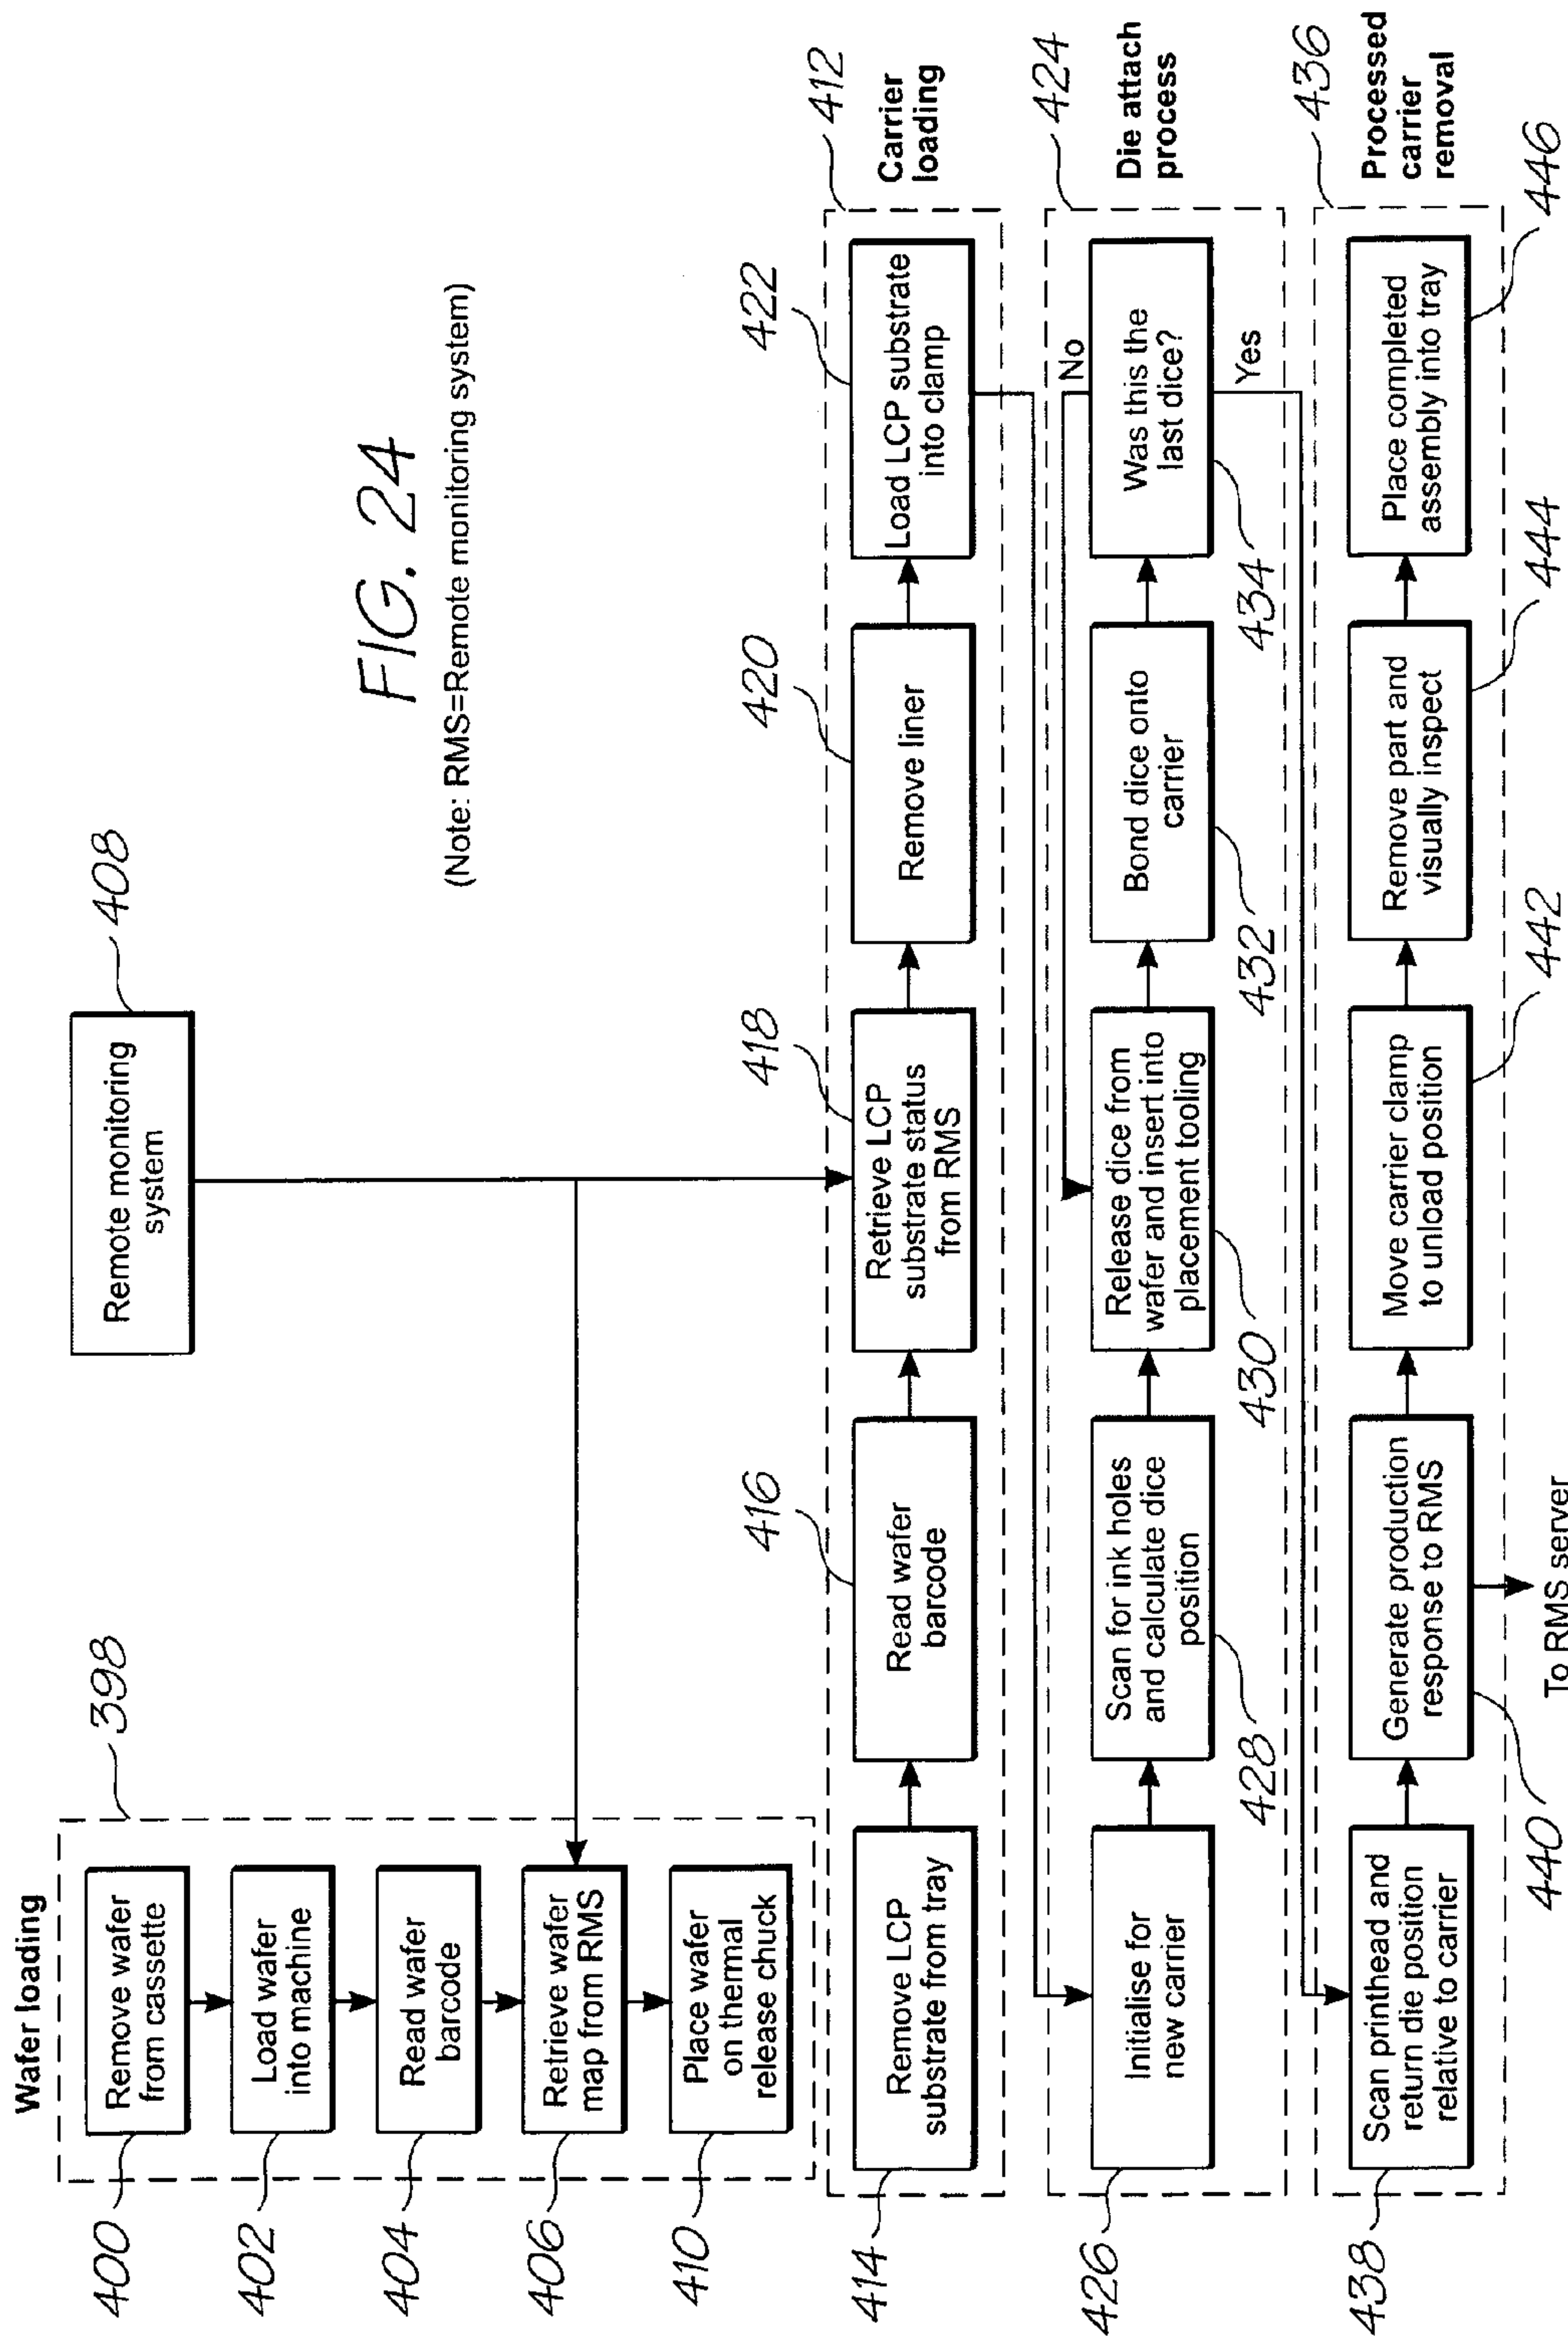 Wafer loading
398
400
Remove wafer
from cassette
402
Load wafer
into machine
404
Read wafer
barcode
406
Retrieve wafer
map from RMS
410
Place wafer
on thermal
release chuck
Remote monitoring
system
408
FIG. 24
(Note: RMS=Remote monitoring system)
412
Carrier
loading
414
Remove LCP
substrate from tray
416
Read wafer
barcode
418
Retrieve LCP
substrate status
from RMS
420
Remove liner
422
Load LCP substrate
into clamp
424
Die attach
process
426
Initialise for
new carrier
428
Scan for ink holes
and calculate dice
position
430
Release dice from
wafer and insert into
placement tooling
432
Bond dice onto
carrier
434
Was this the
last dice?
No
Yes
436
Processed
carrier
removal
438
Scan printhead and
return die position
relative to carrier
440
Generate production
response to RMS
To RMS server
442
Move carrier clamp
to unload position
444
Remove part and
visually inspect
446
Place completed
assembly into tray